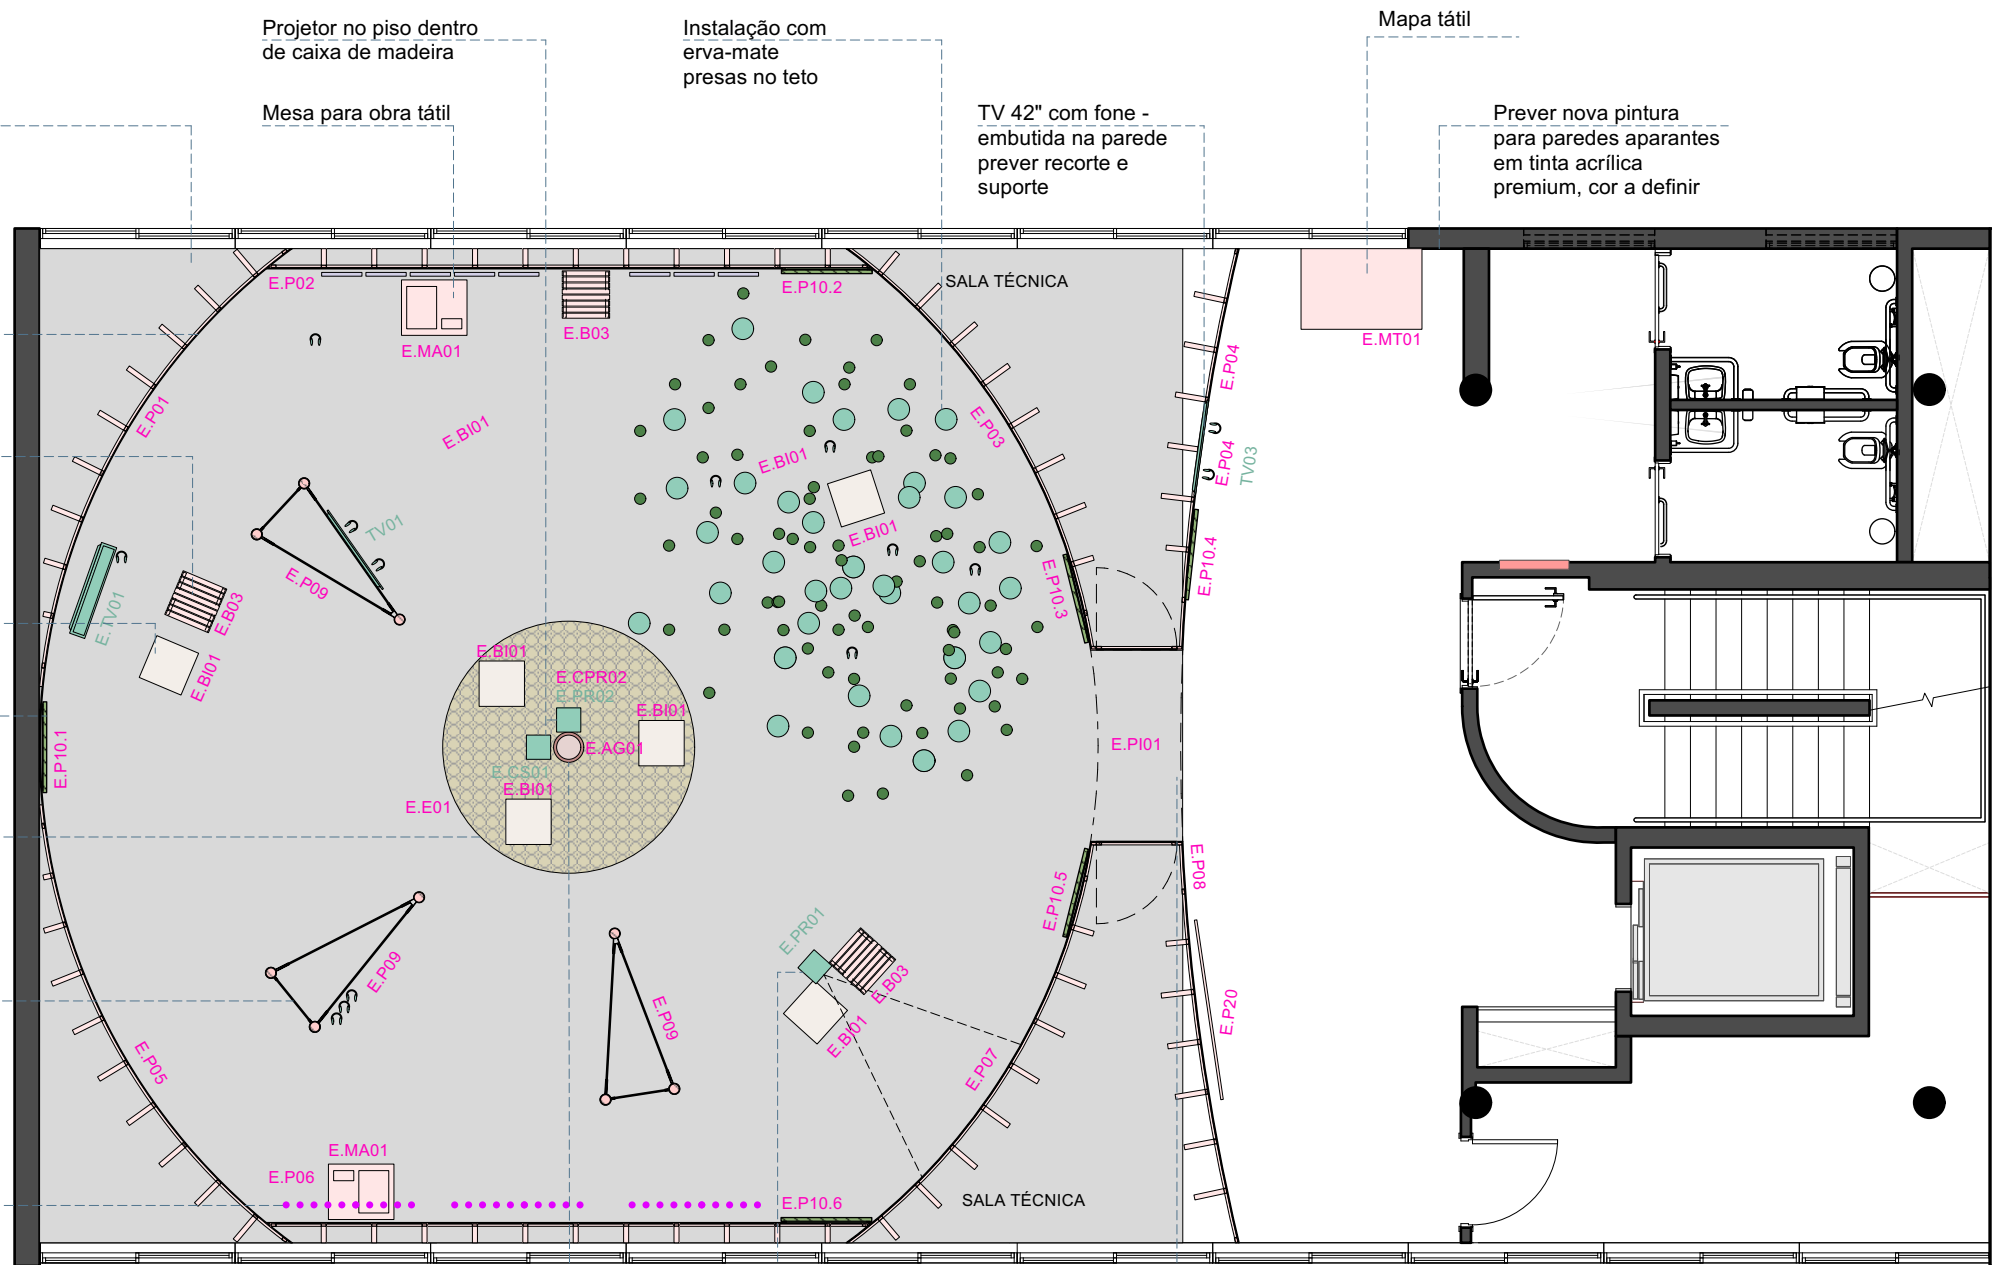 Projetor no piso dentro
de caixa de madeira
Instalação com
erva-mate
presas no teto
Mapa tátil
Mesa para obra tátil
TV 42" com fone -
embutida na parede
prever recorte e
suporte
Prever nova pintura
para paredes aparantes
em tinta acrílica
premium, cor a definir
E.P02
E.MA01
E.B03
E.P10.2
SALA TÉCNICA
E.MT01
E.P01
E.BI01
E.BI01
E.P03
E.P04
E.P04
TV03
TV01
E.BI01
E.P09
E.P10.3
E.P10.4
E.TV01
E.B03
E.BI01
E.BI01
E.CPR02
E.PR02
E.BI01
E.AG01
E.CS01
E.BI01
E.E01
E.P10.1
E.PI01
E.P08
E.P10.5
E.PR01
E.B03
E.BI01
E.P09
E.P09
E.P20
E.P05
E.P07
E.MA01
E.P06
E.P10.6
SALA TÉCNICA